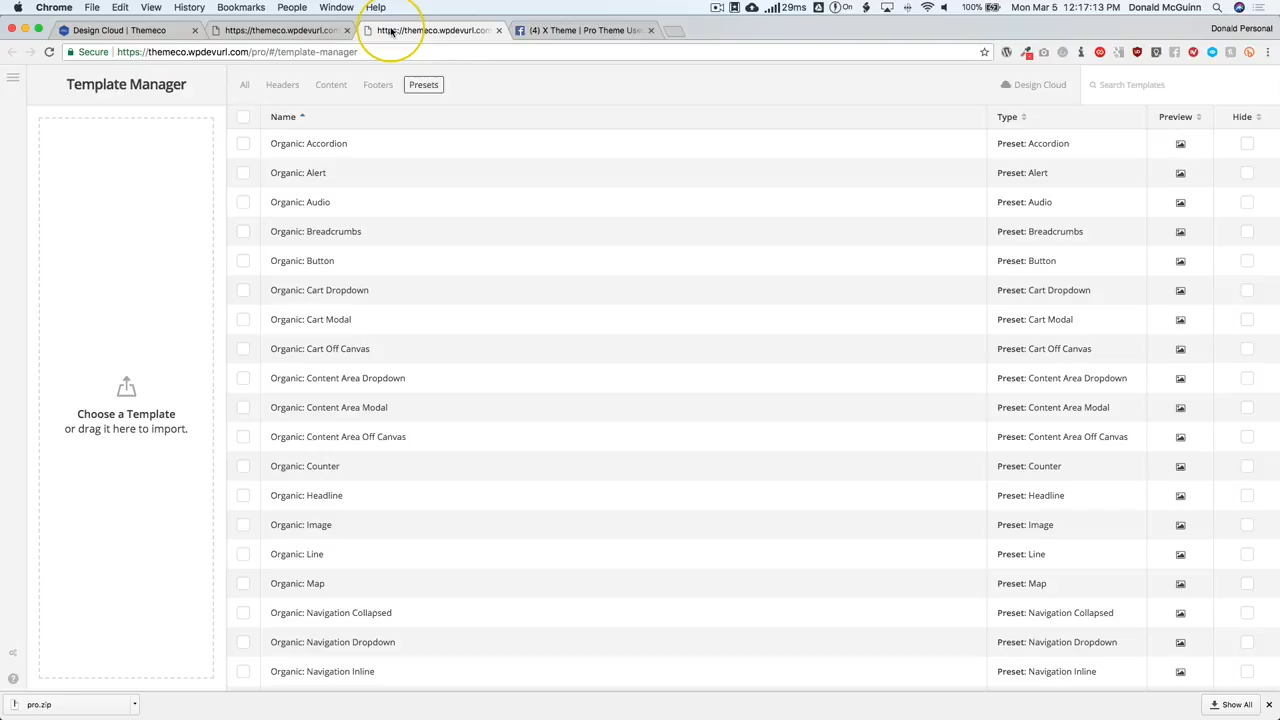 Chrome File Edit View History Bookmarks People Window Help 29ms On 100% Mon Mar 5 12:17:13 PM Donald McGuinn
Design Cloud | Themeco https://themeco.wpdevurl.com https://themeco.wpdevurl.com (4) X Theme | Pro Theme Use Donald Personal
Secure https://themeco.wpdevurl.com/pro/#/template-manager
Template Manager All Headers Content Footers Presets Design Cloud Search Templates
Name Type Preview Hide
Organic: Accordion Preset: Accordion
Organic: Alert Preset: Alert
Organic: Audio Preset: Audio
Organic: Breadcrumbs Preset: Breadcrumbs
Organic: Button Preset: Button
Organic: Cart Dropdown Preset: Cart Dropdown
Organic: Cart Modal Preset: Cart Modal
Organic: Cart Off Canvas Preset: Cart Off Canvas
Organic: Content Area Dropdown Preset: Content Area Dropdown
Organic: Content Area Modal Preset: Content Area Modal
Choose a Template
or drag it here to import.
Organic: Content Area Off Canvas Preset: Content Area Off Canvas
Organic: Counter Preset: Counter
Organic: Headline Preset: Headline
Organic: Image Preset: Image
Organic: Line Preset: Line
Organic: Map Preset: Map
Organic: Navigation Collapsed Preset: Navigation Collapsed
Organic: Navigation Dropdown Preset: Navigation Dropdown
Organic: Navigation Inline Preset: Navigation Inline
pro.zip Show All